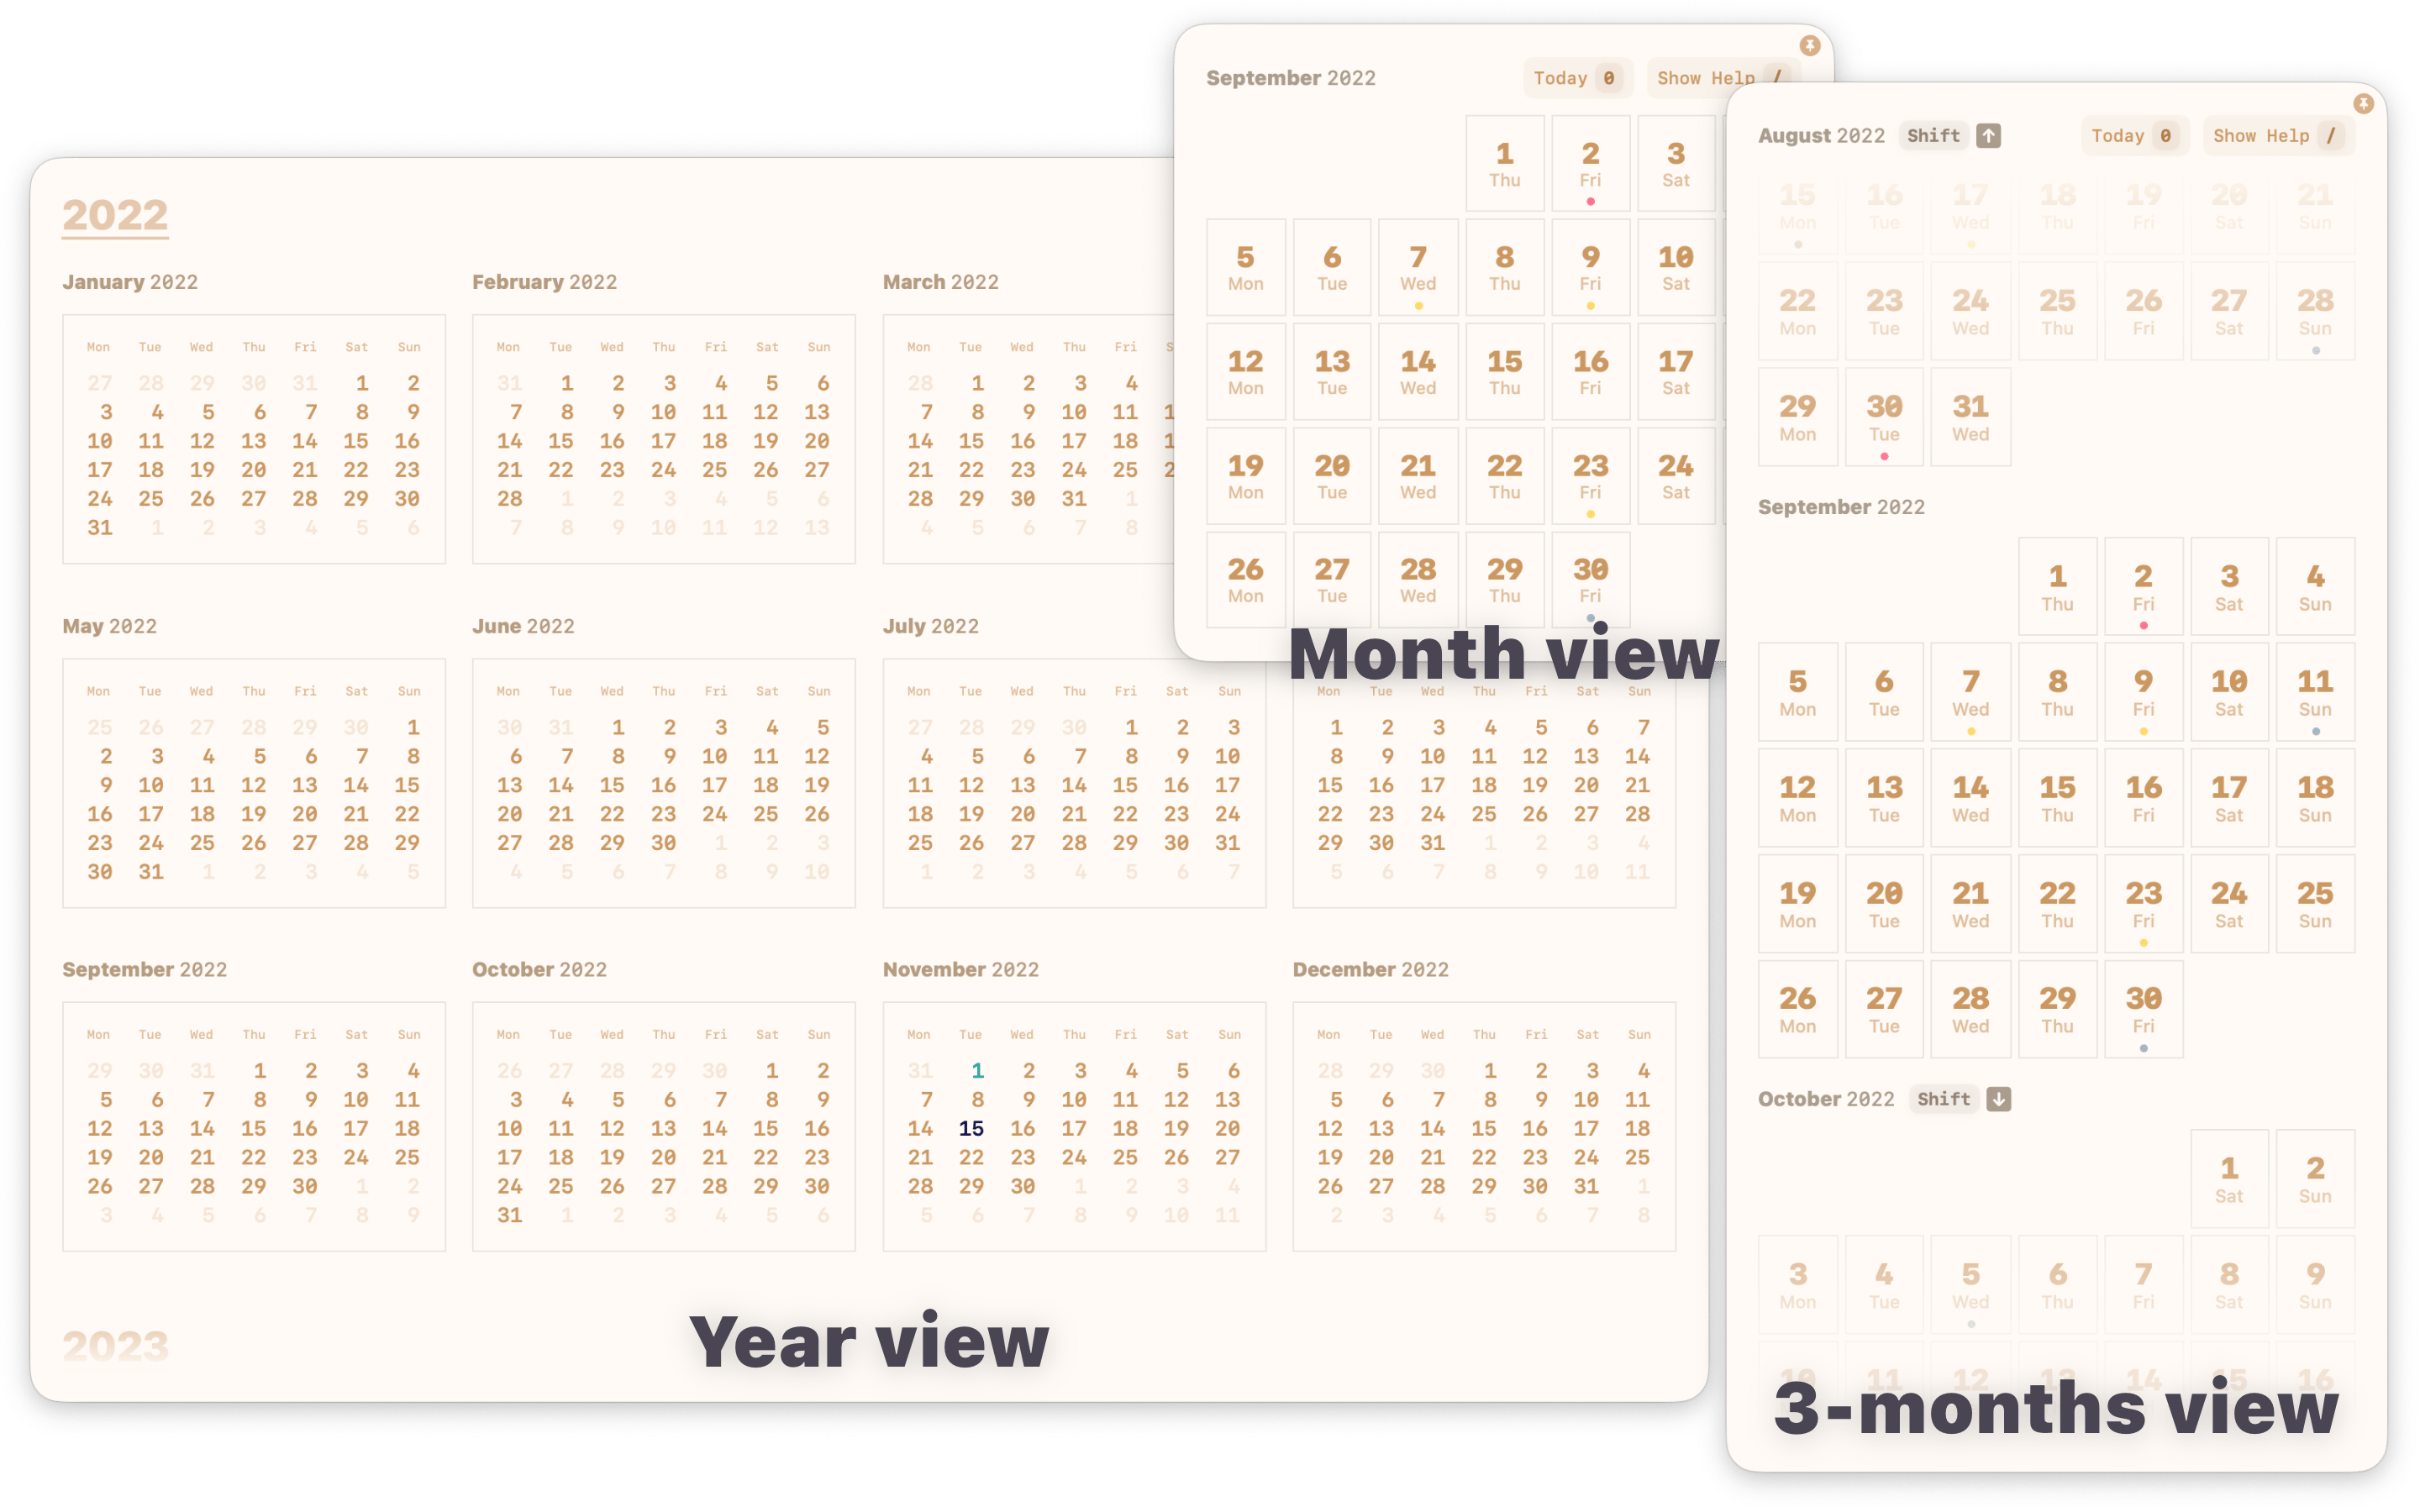 2022
January 2022
Mon Tue Wed Thu Fri Sat Sun
27 28 29 30 31 1 2
3 4 5 6 7 8 9
10 11 12 13 14 15 16
17 18 19 20 21 22 23
24 25 26 27 28 29 30
31 1 2 3 4 5 6
February 2022
Mon Tue Wed Thu Fri Sat Sun
31 1 2 3 4 5 6
7 8 9 10 11 12 13
14 15 16 17 18 19 20
21 22 23 24 25 26 27
28 1 2 3 4 5 6
7 8 9 10 11 12 13
March 2022
Mon Tue Wed Thu Fri
28 1 2 3 4
7 8 9 10 11
14 15 16 17 18
21 22 23 24 25
28 29 30 31 1
4 5 6 7 8
May 2022
Mon Tue Wed Thu Fri Sat Sun
25 26 27 28 29 30 1
2 3 4 5 6 7 8
9 10 11 12 13 14 15
16 17 18 19 20 21 22
23 24 25 26 27 28 29
30 31 1 2 3 4 5
June 2022
Mon Tue Wed Thu Fri Sat Sun
30 31 1 2 3 4 5
6 7 8 9 10 11 12
13 14 15 16 17 18 19
20 21 22 23 24 25 26
27 28 29 30 1 2 3
4 5 6 7 8 9 10
July 2022
Mon Tue Wed Thu Fri Sat Sun
27 28 29 30 1 2 3
4 5 6 7 8 9 10
11 12 13 14 15 16 17
18 19 20 21 22 23 24
25 26 27 28 29 30 31
1 2 3 4 5 6 7
Mon Tue Wed Thu Fri Sat Sun
1 2 3 4 5 6 7
8 9 10 11 12 13 14
15 16 17 18 19 20 21
22 23 24 25 26 27 28
29 30 31 1 2 3 4
5 6 7 8 9 10 11
September 2022
Mon Tue Wed Thu Fri Sat Sun
29 30 31 1 2 3 4
5 6 7 8 9 10 11
12 13 14 15 16 17 18
19 20 21 22 23 24 25
26 27 28 29 30 1 2
3 4 5 6 7 8 9
October 2022
Mon Tue Wed Thu Fri Sat Sun
26 27 28 29 30 1 2
3 4 5 6 7 8 9
10 11 12 13 14 15 16
17 18 19 20 21 22 23
24 25 26 27 28 29 30
31 1 2 3 4 5 6
November 2022
Mon Tue Wed Thu Fri Sat Sun
31 1 2 3 4 5 6
7 8 9 10 11 12 13
14 15 16 17 18 19 20
21 22 23 24 25 26 27
28 29 30 1 2 3 4
5 6 7 8 9 10 11
December 2022
Mon Tue Wed Thu Fri Sat Sun
28 29 30 1 2 3 4
5 6 7 8 9 10 11
12 13 14 15 16 17 18
19 20 21 22 23 24 25
26 27 28 29 30 31 1
2 3 4 5 6 7 8
2023
Year view
September 2022 Today 0 Show Help /
1 2 3
Thu Fri Sat
5 6 7 8 9 10
Mon Tue Wed Thu Fri Sat
12 13 14 15 16 17
Mon Tue Wed Thu Fri Sat
19 20 21 22 23 24
Mon Tue Wed Thu Fri Sat
26 27 28 29 30
Mon Tue Wed Thu Fri
Month view
August 2022 Shift ↑ Today 0 Show Help /
15 16 17 18 19 20 21
Mon Tue Wed Thu Fri Sat Sun
22 23 24 25 26 27 28
Mon Tue Wed Thu Fri Sat Sun
29 30 31
Mon Tue Wed
September 2022
1 2 3 4
Thu Fri Sat Sun
5 6 7 8 9 10 11
Mon Tue Wed Thu Fri Sat Sun
12 13 14 15 16 17 18
Mon Tue Wed Thu Fri Sat Sun
19 20 21 22 23 24 25
Mon Tue Wed Thu Fri Sat Sun
26 27 28 29 30
Mon Tue Wed Thu Fri
October 2022 Shift ↓
1 2
Sat Sun
3 4 5 6 7 8 9
Mon Tue Wed Thu Fri Sat Sun
10 11 12 13 14 15 16
3-months view